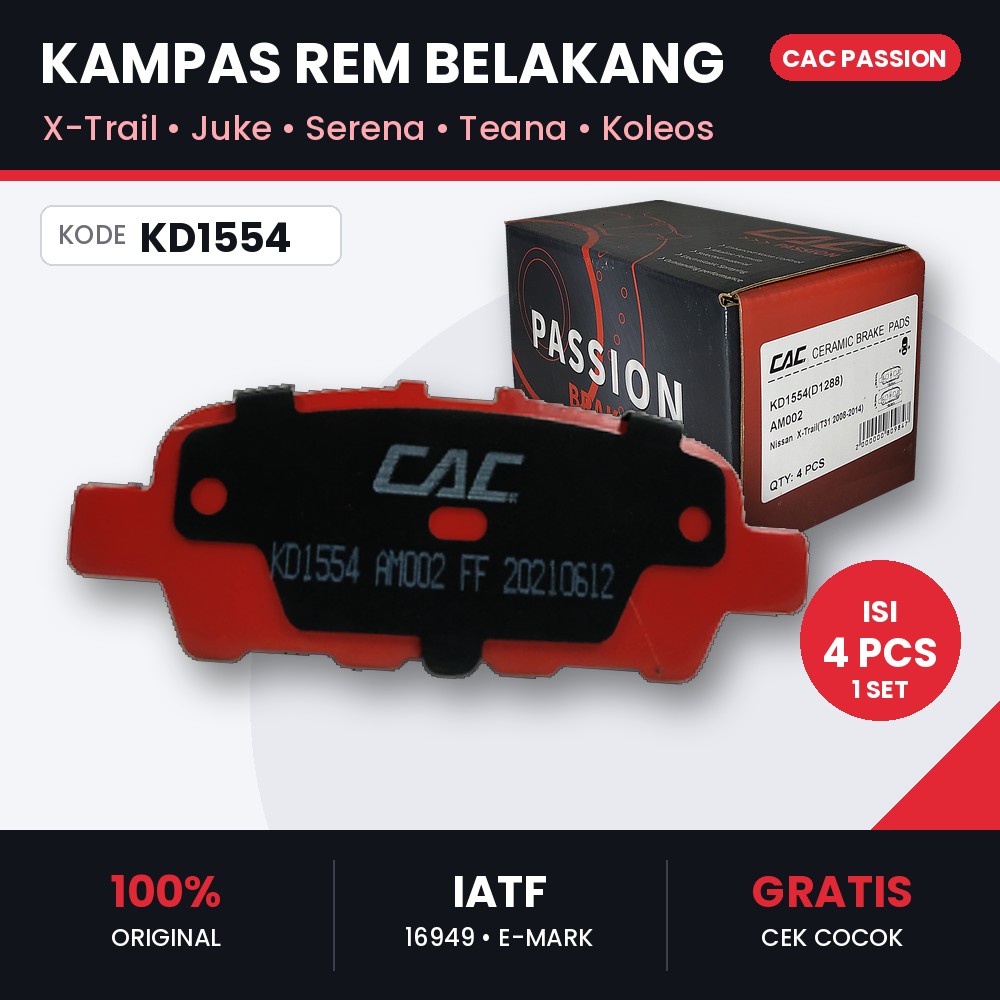 KAMPAS REM BELAKANG
CAC PASSION
X-Trail • Juke • Serena • Teana • Koleos
KODE KD1554
CAC
PASSION
PASSION
CAC CERAMIC BRAKE PADS
KD1554(D1288)
AM002
Nissan X-Trail(T31 2008-2014)
QTY: 4 PCS
CAC
KD1554 AM002 FF 20210612
ISI
4 PCS
1 SET
100%
ORIGINAL
IATF
16949 • E-MARK
GRATIS
CEK COCOK